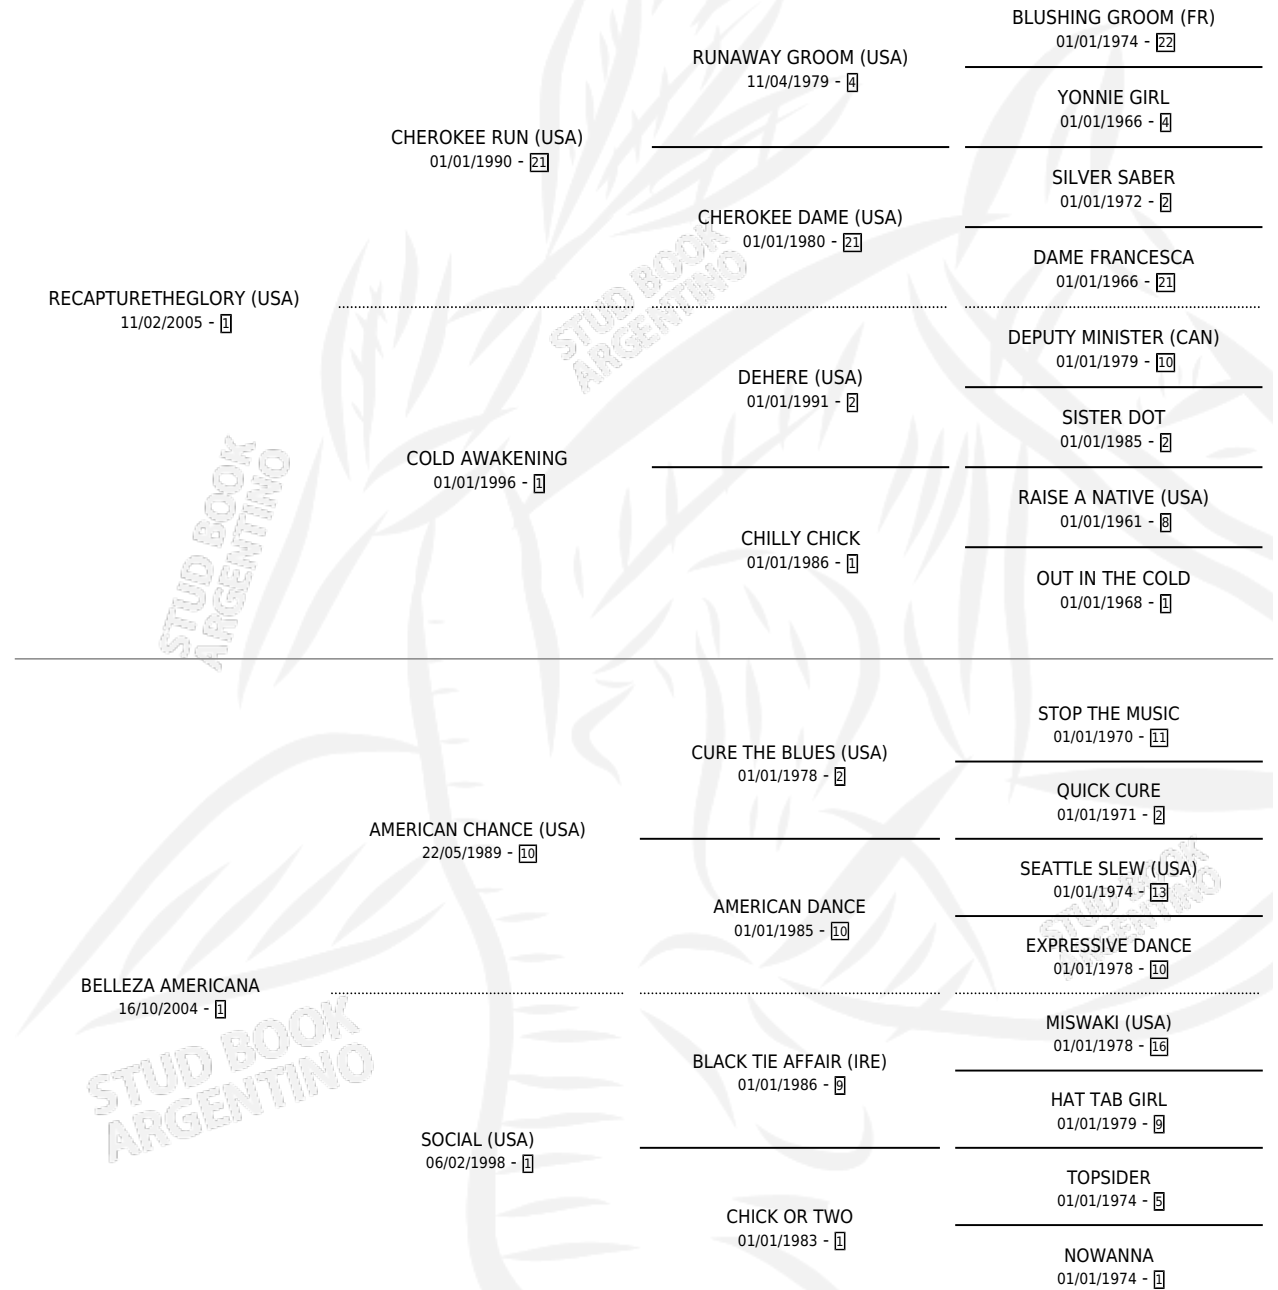 BLUSHING GROOM (FR)
01/01/1974 - 22
RUNAWAY GROOM (USA)
11/04/1979 - 4
YONNIE GIRL
01/01/1966 - 4
CHEROKEE RUN (USA)
01/01/1990 - 21
SILVER SABER
01/01/1972 - 2
CHEROKEE DAME (USA)
01/01/1980 - 21
DAME FRANCESCA
01/01/1966 - 21
RECAPTURETHEGLORY (USA)
11/02/2005 - 1
DEPUTY MINISTER (CAN)
01/01/1979 - 10
DEHERE (USA)
01/01/1991 - 2
SISTER DOT
01/01/1985 - 2
COLD AWAKENING
01/01/1996 - 1
RAISE A NATIVE (USA)
01/01/1961 - 8
CHILLY CHICK
01/01/1986 - 1
OUT IN THE COLD
01/01/1968 - 1
STOP THE MUSIC
01/01/1970 - 11
CURE THE BLUES (USA)
01/01/1978 - 2
QUICK CURE
01/01/1971 - 2
AMERICAN CHANCE (USA)
22/05/1989 - 10
SEATTLE SLEW (USA)
01/01/1974 - 13
AMERICAN DANCE
01/01/1985 - 10
EXPRESSIVE DANCE
01/01/1978 - 10
BELLEZA AMERICANA
16/10/2004 - 1
MISWAKI (USA)
01/01/1978 - 16
BLACK TIE AFFAIR (IRE)
01/01/1986 - 9
HAT TAB GIRL
01/01/1979 - 9
SOCIAL (USA)
06/02/1998 - 1
TOPSIDER
01/01/1974 - 5
CHICK OR TWO
01/01/1983 - 1
NOWANNA
01/01/1974 - 1
STUD BOOK
ARGENTINO
STUD BOOK
ARGENTINO
STUD BOOK
ARGENTINO
STUD BOOK
ARGENTINO